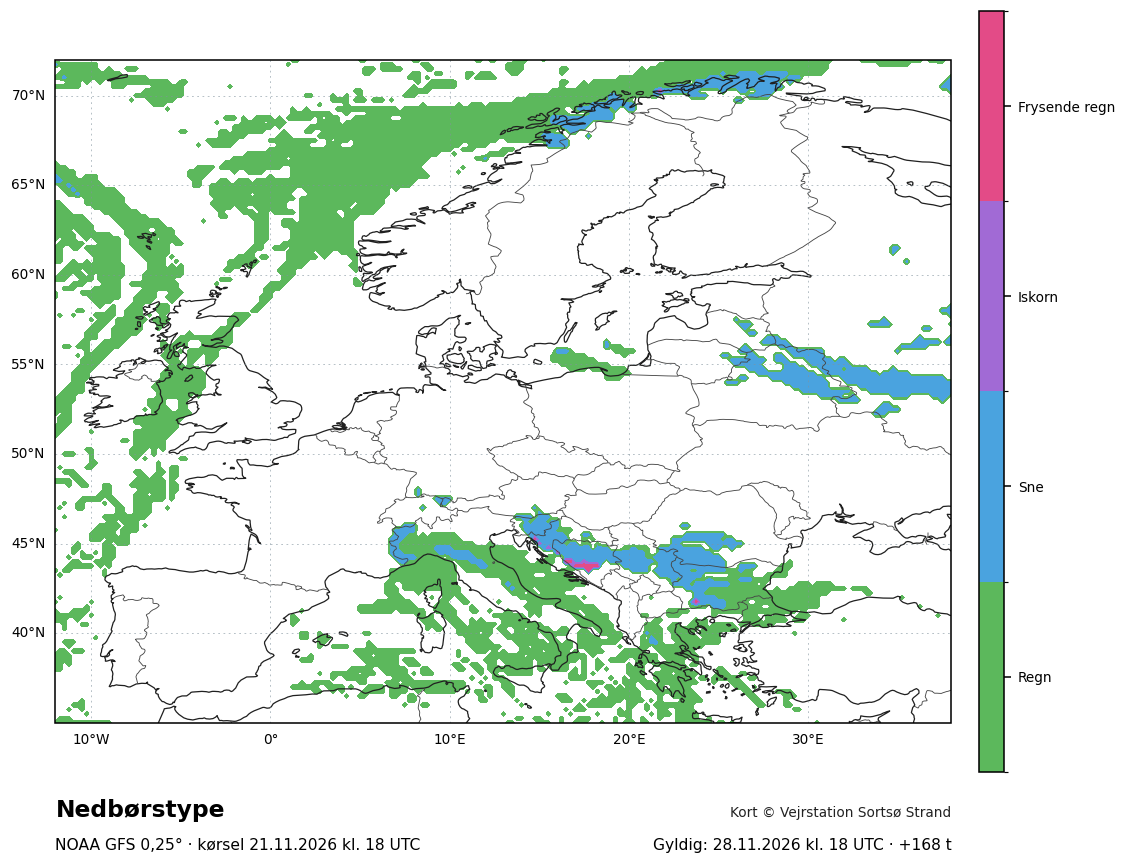 70°N
65°N
60°N
55°N
50°N
45°N
40°N
10°W
0°
10°E
20°E
30°E
Frysende regn
Iskorn
Sne
Regn
Nedbørstype
Kort © Vejrstation Sortsø Strand
NOAA GFS 0,25° · kørsel 21.11.2026 kl. 18 UTC
Gyldig: 28.11.2026 kl. 18 UTC · +168 t